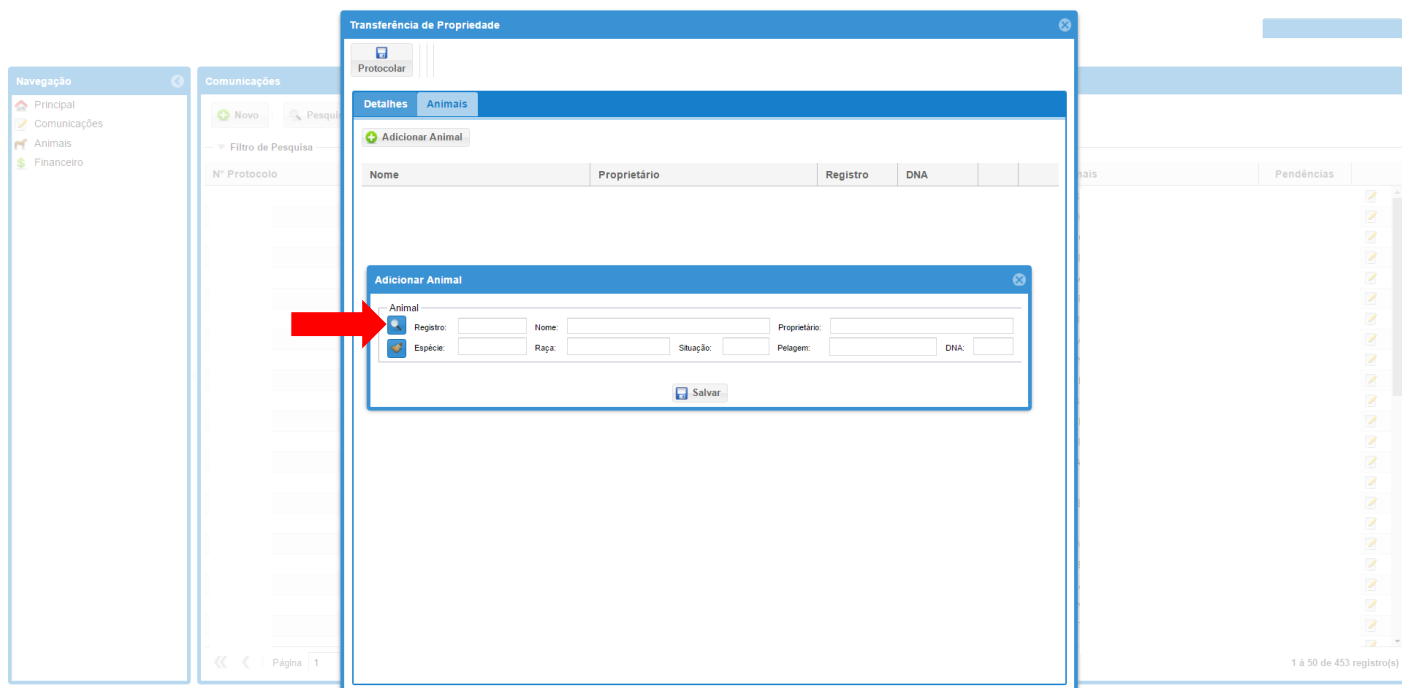 Transferência de Propriedade
Protocolar
Navegação
Comunicações
Principal
Comunicações
Animais
Financeiro
Novo
Filtro de Pesquisa
N° Protocolo
Pendências
Detalhes
Animais
Adicionar Animal
Nome Proprietário Registro DNA
Adicionar Animal
Animal
Registro: Nome: Proprietário:
Espécie: Raça: Situação: Pelagem: DNA:
Salvar
Página 1
1 à 50 de 453 registro(s)